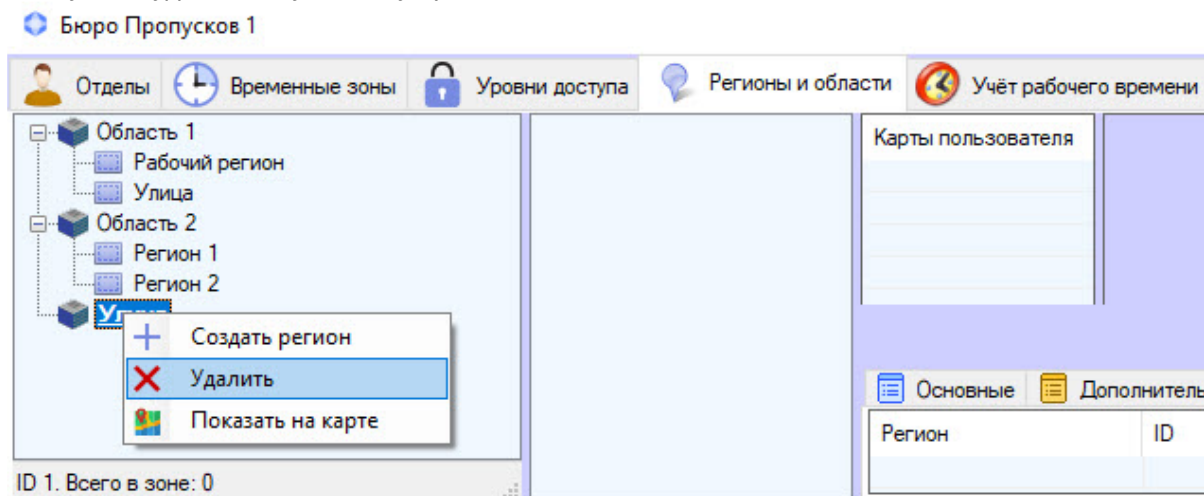 Бюро Пропусков 1
Отделы Временные зоны Уровни доступа Регионы и области Учёт рабочего времени
Область 1
Рабочий регион
Улица
Область 2
Регион 1
Регион 2
Создать регион
Удалить
Показать на карте
ID 1. Всего в зоне: 0
Карты пользователя
Основные Дополнитель
Регион ID